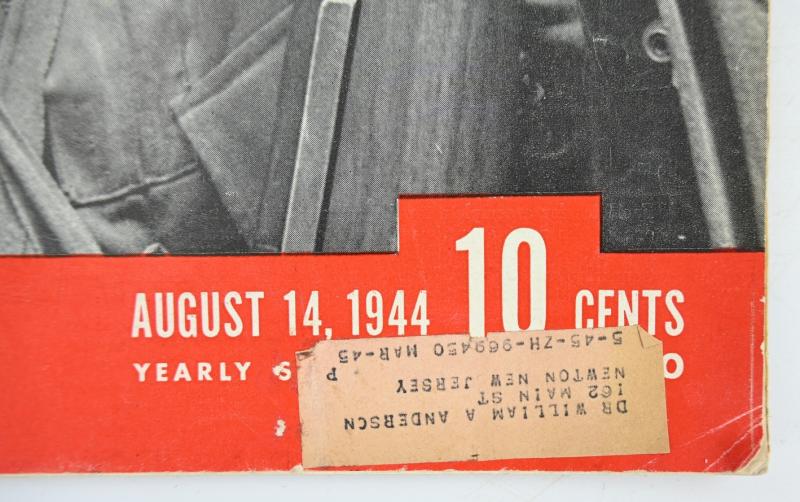 AUGUST 14, 1944 10 CENTS
YEARLY
DR WILLIAM A ANDERSCN
162 MAIN ST
NEWTON NEW JERSEY
P
5-45-ZH-969450 MAR-45